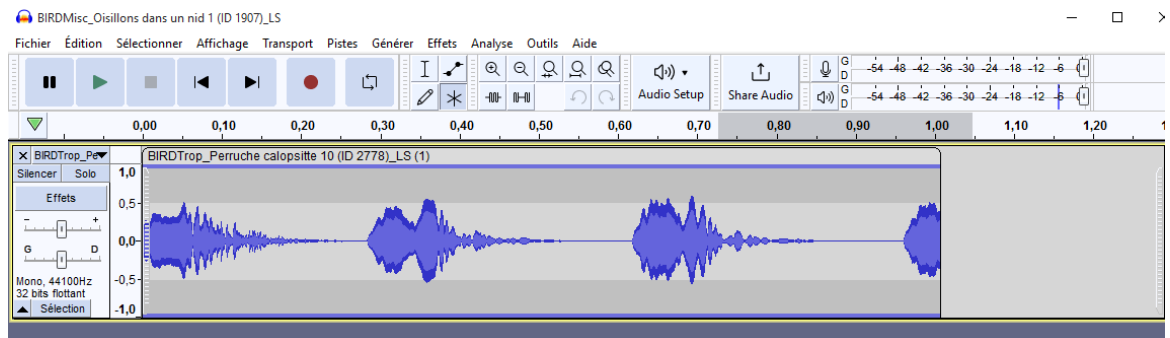 BIRDMisc_Oisillons dans un nid 1 (ID 1907)_LS
Fichier Édition Sélectionner Affichage Transport Pistes Générer Effets Analyse Outils Aide
Audio Setup Share Audio
G -54 -48 -42 -36 -30 -24 -18 -12 -6
D
G -54 -48 -42 -36 -30 -24 -18 -12 -6
D
0,00 0,10 0,20 0,30 0,40 0,50 0,60 0,70 0,80 0,90 1,00 1,10 1,20
BIRDTrop_Pe BIRDTrop_Perruche calopsitte 10 (ID 2778)_LS (1)
Silencer Solo 1,0
Effets 0,5
- +
G D 0,0
Mono, 44100Hz -0,5
32 bits flottant
Sélection -1,0